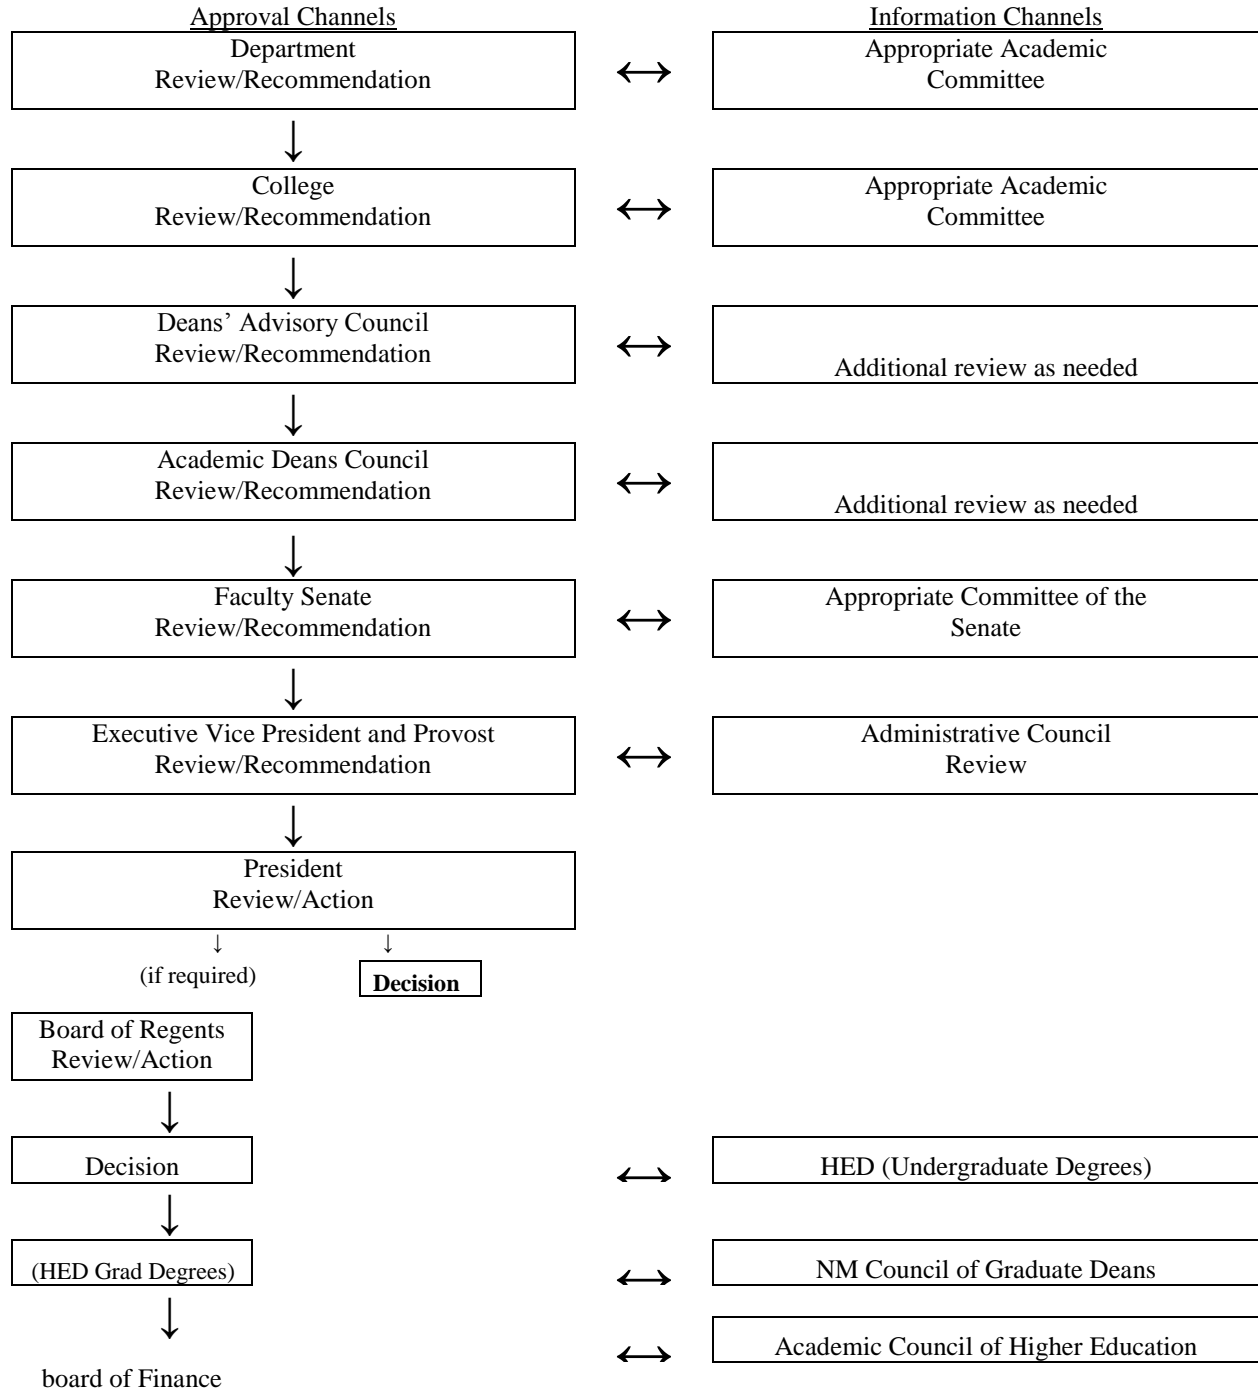 Approval Channels
Information Channels
Department
Review/Recommendation
Appropriate Academic
Committee
College
Review/Recommendation
Appropriate Academic
Committee
Deans’ Advisory Council
Review/Recommendation
Additional review as needed
Academic Deans Council
Review/Recommendation
Additional review as needed
Faculty Senate
Review/Recommendation
Appropriate Committee of the
Senate
Executive Vice President and Provost
Review/Recommendation
Administrative Council
Review
President
Review/Action
(if required)
Decision
Board of Regents
Review/Action
Decision
HED (Undergraduate Degrees)
(HED Grad Degrees)
NM Council of Graduate Deans
Academic Council of Higher Education
board of Finance